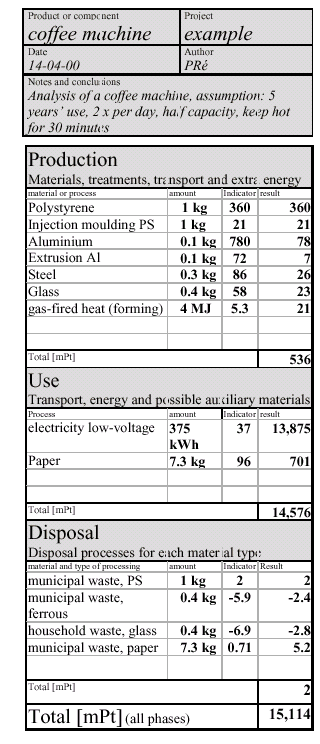 Product or component Project
coffee machine example
Date Author
14-04-00 PRé
Notes and conclusions
Analysis of a coffee machine, assumption: 5
years' use, 2 x per day, half capacity, keep hot
for 30 minutes
Production
Materials, treatments, transport and extra energy
material or process amount Indicator result
Polystyrene 1 kg 360 360
Injection moulding PS 1 kg 21 21
Aluminium 0.1 kg 780 78
Extrusion Al 0.1 kg 72 7
Steel 0.3 kg 86 26
Glass 0.4 kg 58 23
gas-fired heat (forming) 4 MJ 5.3 21
Total [mPt] 536
Use
Transport, energy and possible auxiliary materials
Process amount Indicator result
electricity low-voltage 375 37 13,875
kWh
Paper 7.3 kg 96 701
Total [mPt] 14,576
Disposal
Disposal processes for each material type
material and type of processing amount Indicator Result
municipal waste, PS 1 kg 2 2
municipal waste, 0.4 kg -5.9 -2.4
ferrous
household waste, glass 0.4 kg -6.9 -2.8
municipal waste, paper 7.3 kg 0.71 5.2
Total [mPt] 2
Total [mPt] (all phases) 15,114